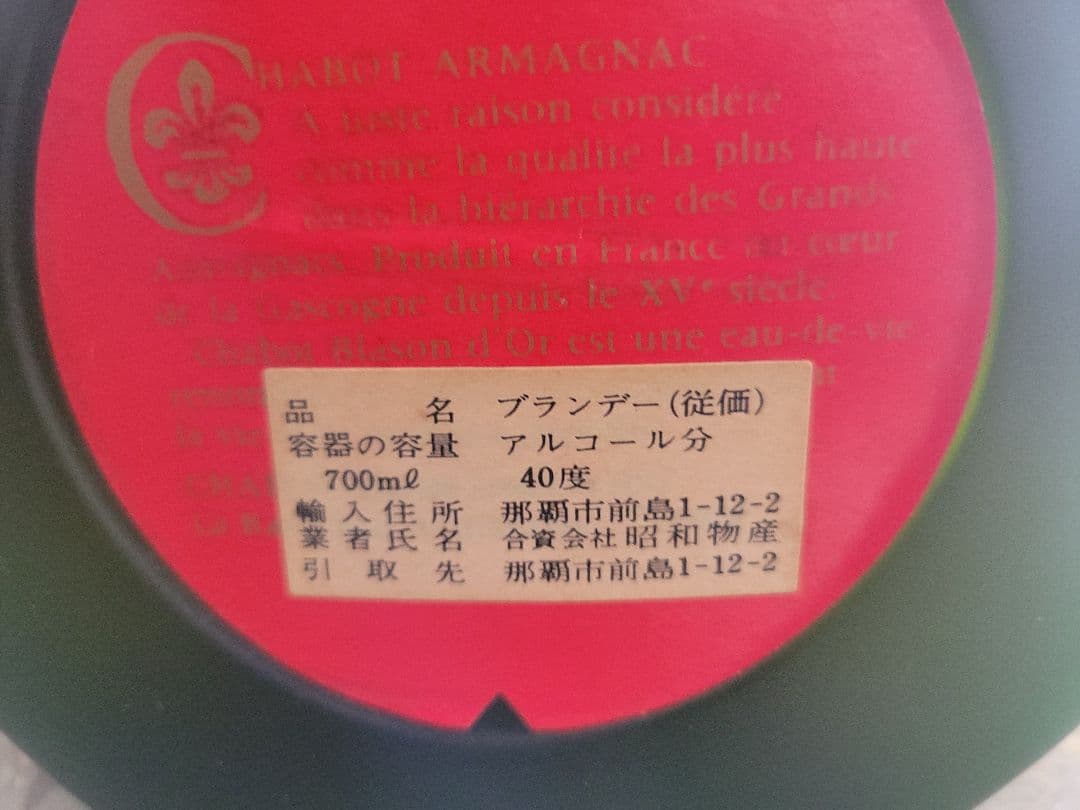 CHABOT ARMAGNAC
A juste raison considéré
comme la qualité la plus haute
dans la hiérarchie des Grands
Armagnacs. Produit en France au cœur
de la Gascogne depuis le XVe siècle.
Chabot Blason d'Or est une eau-de-vie
品名 ブランデー(従価)
容器の容量 アルコール分
700ml 40度
輸入住所 那覇市前島1-12-2
業者氏名 合資会社昭和物産
引取先 那覇市前島1-12-2